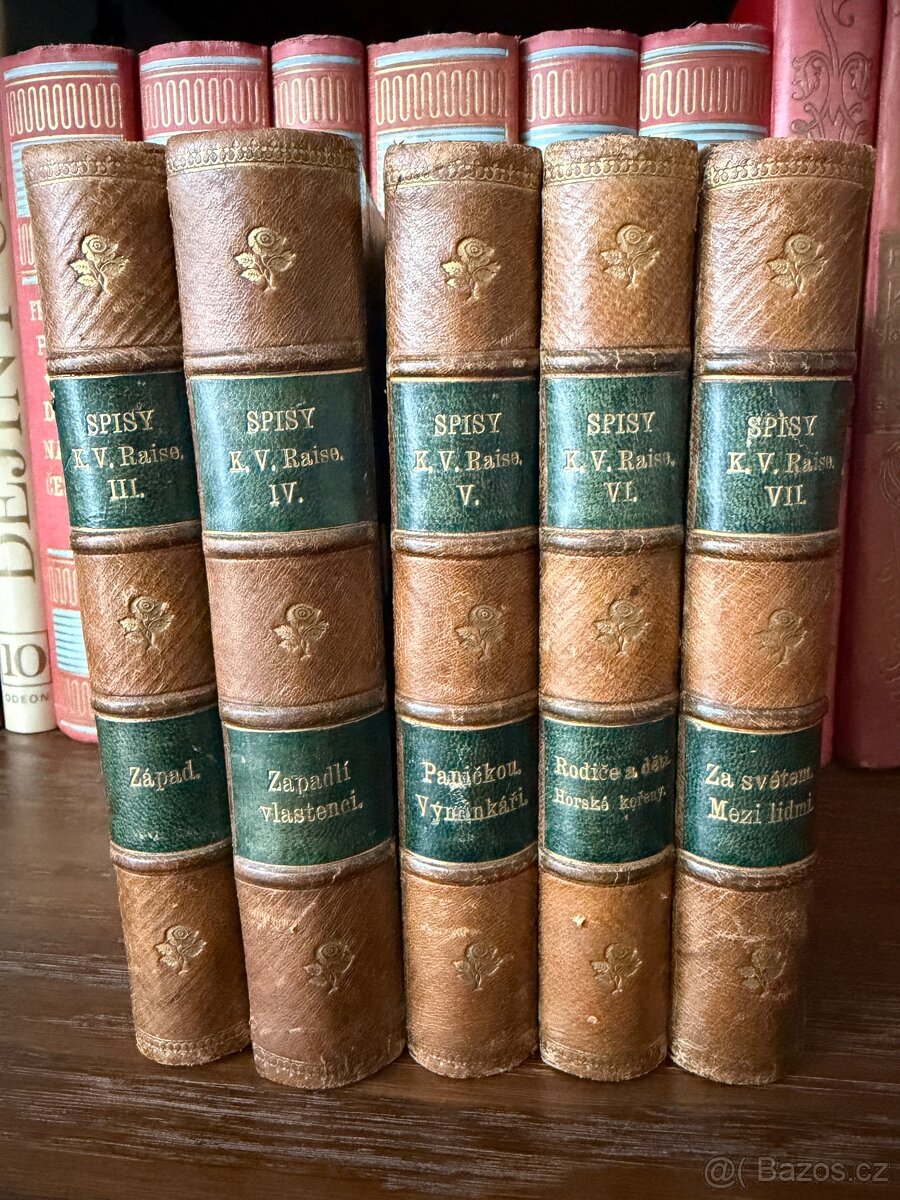 SPISY
K. V. Raise.
III.
Západ.
SPISY
K. V. Raise.
IV.
Zapadlí
vlastenci.
SPISY
K. V. Raise.
V.
Paničkou.
Výminkáři.
SPISY
K. V. Raise.
VI.
Rodiče a děti.
Horské kořeny.
SPISY
K. V. Raise.
VII.
Za světem.
Mezi lidmi.
10
ODEON
@( Bazos.cz